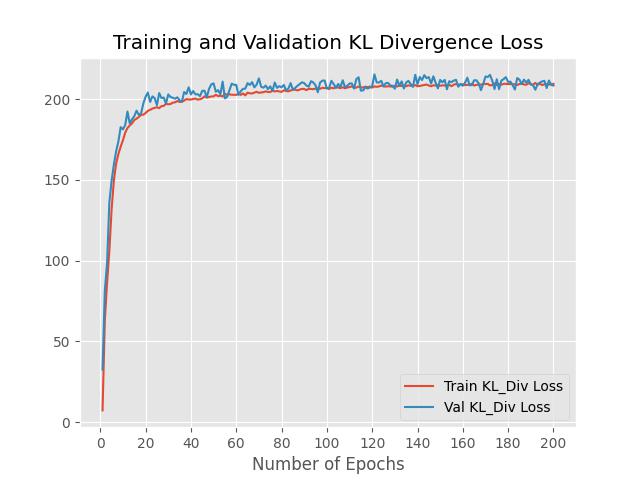 Training and Validation KL Divergence Loss
200
150
100
50
0
Train KL_Div Loss
Val KL_Div Loss
0 20 40 60 80 100 120 140 160 180 200
Number of Epochs